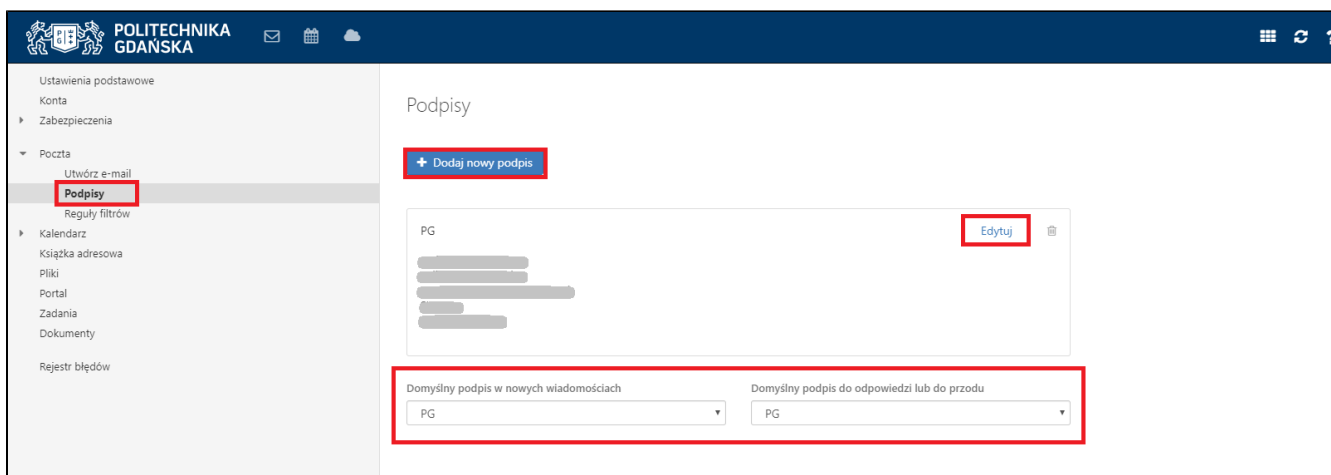 POLITECHNIKA
GDAŃSKA
Ustawienia podstawowe
Konta
Zabezpieczenia
Poczta
Utwórz e-mail
Podpisy
Reguły filtrów
Kalendarz
Książka adresowa
Pliki
Portal
Zadania
Dokumenty
Rejestr błędów
Podpisy
+ Dodaj nowy podpis
PG Edytuj
Domyślny podpis w nowych wiadomościach Domyślny podpis do odpowiedzi lub do przodu
PG PG